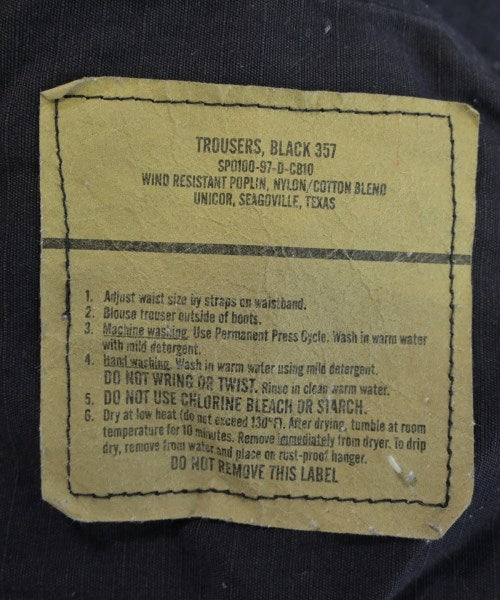 TROUSERS, BLACK 357
SPO100-97-D-CB10
WIND RESISTANT POPLIN, NYLON/COTTON BLEND
UNICOR, SEAGOVILLE, TEXAS
1. Adjust waist size by straps on waistband.
2. Blouse trouser outside of boots.
3. Machine washing. Use Permanent Press Cycle. Wash in warm water
with mild detergent.
4. Hand washing. Wash in warm water using mild detergent.
DO NOT WRING OR TWIST. Rinse in clean warm water.
5. DO NOT USE CHLORINE BLEACH OR STARCH.
6. Dry at low heat (do not exceed 130°F). After drying, tumble at room
temperature for 10 minutes. Remove immediately from dryer. To drip
dry, remove from water and place on rust-proof hanger.
DO NOT REMOVE THIS LABEL